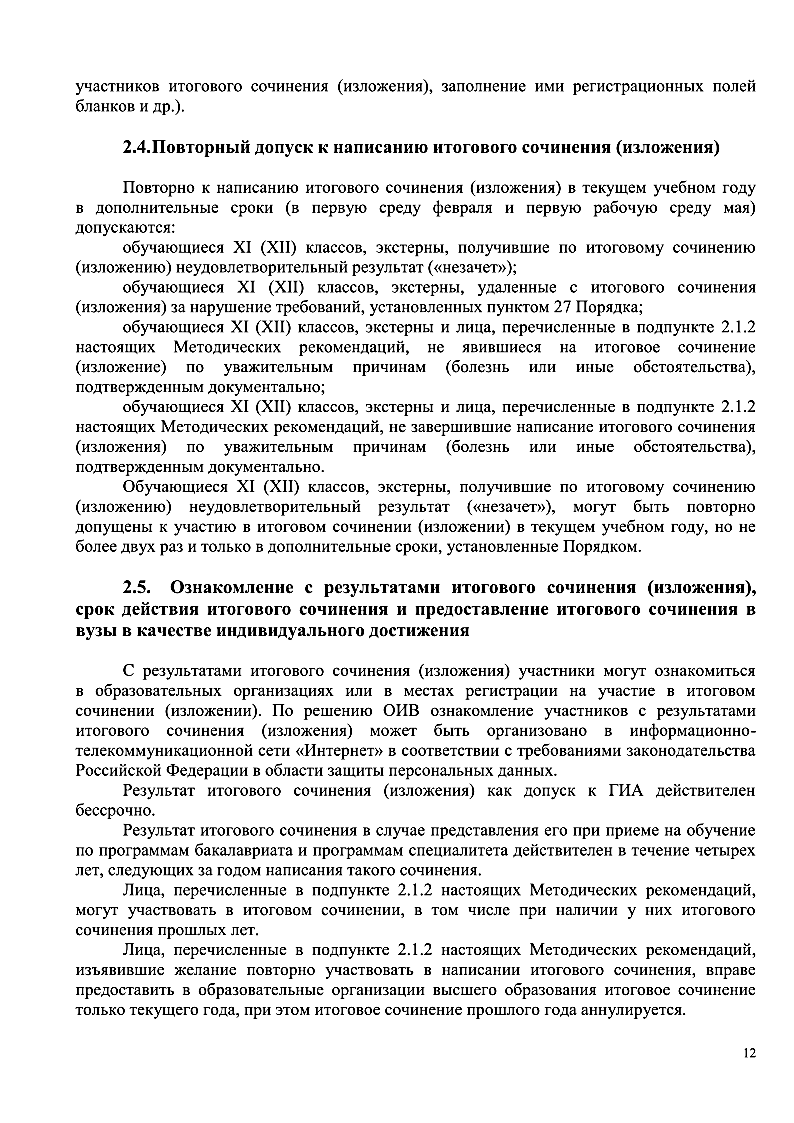 участников итогового сочинения (изложения), заполнение ими регистрационных полей
бланков и др.).
2.4.Повторный допуск к написанию итогового сочинения (изложения)
Повторно к написанию итогового сочинения (изложения) в текущем учебном году
в дополнительные сроки (в первую среду февраля и первую рабочую среду мая)
допускаются:
обучающиеся XI (XII) классов, экстерны, получившие по итоговому сочинению
(изложению) неудовлетворительный результат («незачет»);
обучающиеся XI (XII) классов, экстерны, удаленные с итогового сочинения
(изложения) за нарушение требований, установленных пунктом 27 Порядка;
обучающиеся XI (XII) классов, экстерны и лица, перечисленные в подпункте 2.1.2
настоящих Методических рекомендаций, не явившиеся на итоговое сочинение
(изложение) по уважительным причинам (болезнь или иные обстоятельства),
подтвержденным документально;
обучающиеся XI (XII) классов, экстерны и лица, перечисленные в подпункте 2.1.2
настоящих Методических рекомендаций, не завершившие написание итогового сочинения
(изложения) по уважительным причинам (болезнь или иные обстоятельства),
подтвержденным документально.
Обучающиеся XI (XII) классов, экстерны, получившие по итоговому сочинению
(изложению) неудовлетворительный результат («незачет»), могут быть повторно
допущены к участию в итоговом сочинении (изложении) в текущем учебном году, но не
более двух раз и только в дополнительные сроки, установленные Порядком.
2.5. Ознакомление с результатами итогового сочинения (изложения),
срок действия итогового сочинения и предоставление итогового сочинения в
вузы в качестве индивидуального достижения
С результатами итогового сочинения (изложения) участники могут ознакомиться
в образовательных организациях или в местах регистрации на участие в итоговом
сочинении (изложении). По решению ОИВ ознакомление участников с результатами
итогового сочинения (изложения) может быть организовано в информационно-
телекоммуникационной сети «Интернет» в соответствии с требованиями законодательства
Российской Федерации в области защиты персональных данных.
Результат итогового сочинения (изложения) как допуск к ГИА действителен
бессрочно.
Результат итогового сочинения в случае представления его при приеме на обучение
по программам бакалавриата и программам специалитета действителен в течение четырех
лет, следующих за годом написания такого сочинения.
Лица, перечисленные в подпункте 2.1.2 настоящих Методических рекомендаций,
могут участвовать в итоговом сочинении, в том числе при наличии у них итогового
сочинения прошлых лет.
Лица, перечисленные в подпункте 2.1.2 настоящих Методических рекомендаций,
изъявившие желание повторно участвовать в написании итогового сочинения, вправе
предоставить в образовательные организации высшего образования итоговое сочинение
только текущего года, при этом итоговое сочинение прошлого года аннулируется.
12